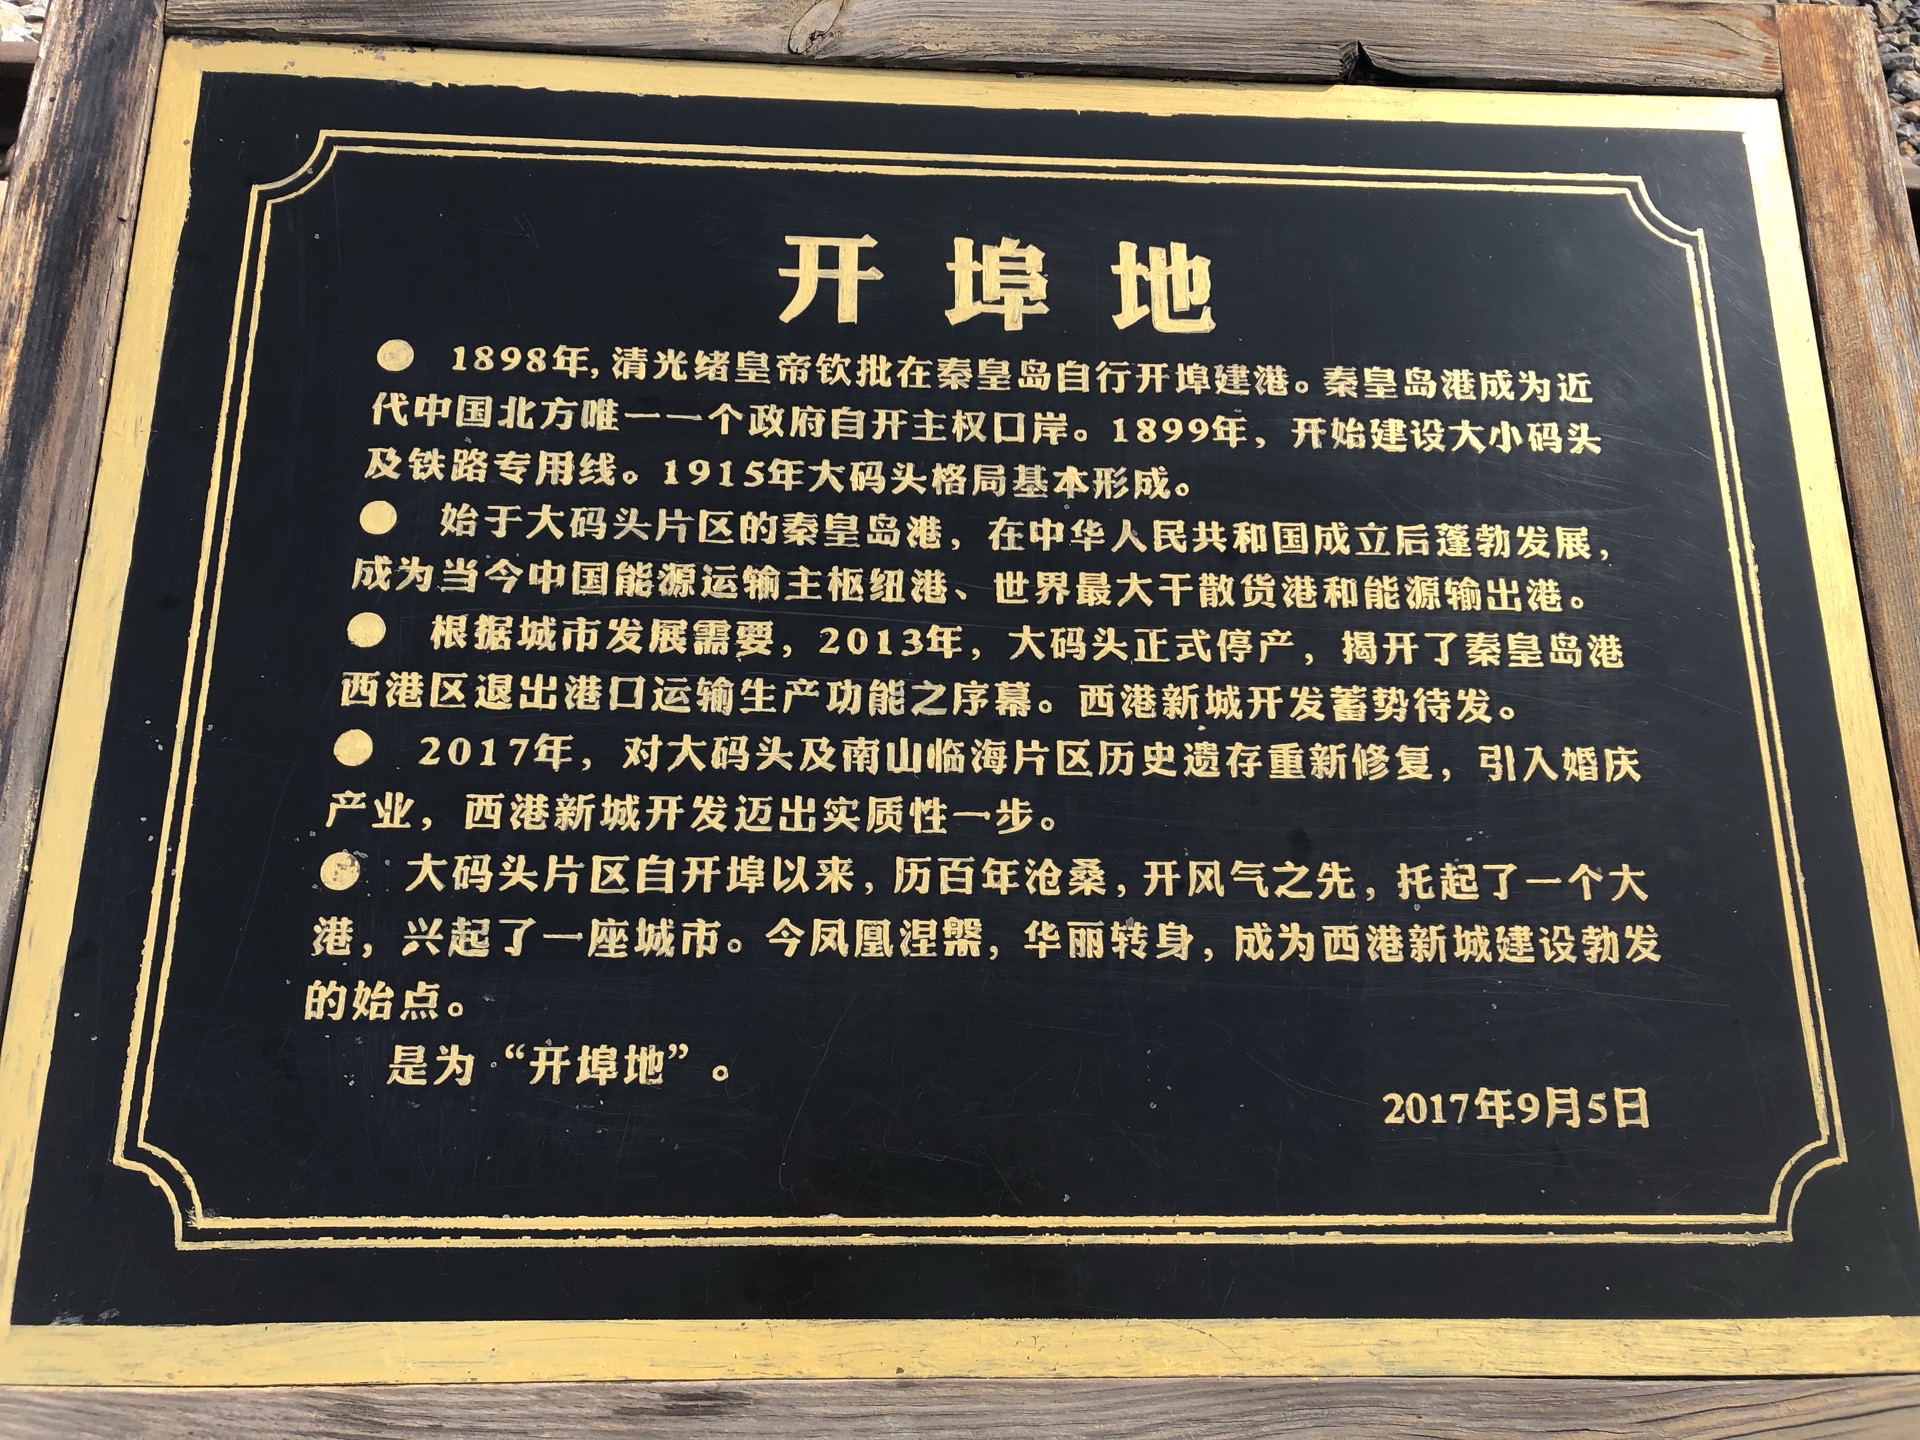 开埠地
● 1898年,清光绪皇帝钦批在秦皇岛自行开埠建港。秦皇岛港成为近
代中国北方唯一一个政府自开主权口岸。1899年，开始建设大小码头
及铁路专用线。1915年大码头格局基本形成。
● 始于大码头片区的秦皇岛港，在中华人民共和国成立后蓬勃发展，
成为当今中国能源运输主枢纽港、世界最大干散货港和能源输出港。
● 根据城市发展需要，2013年，大码头正式停产，揭开了秦皇岛港
西港区退出港口运输生产功能之序幕。西港新城开发蓄势待发。
● 2017年，对大码头及南山临海片区历史遗存重新修复，引入婚庆
产业，西港新城开发迈出实质性一步。
● 大码头片区自开埠以来，历百年沧桑，开风气之先，托起了一个大
港，兴起了一座城市。今凤凰涅槃，华丽转身，成为西港新城建设勃发
的始点。
是为“开埠地”。
2017年9月5日